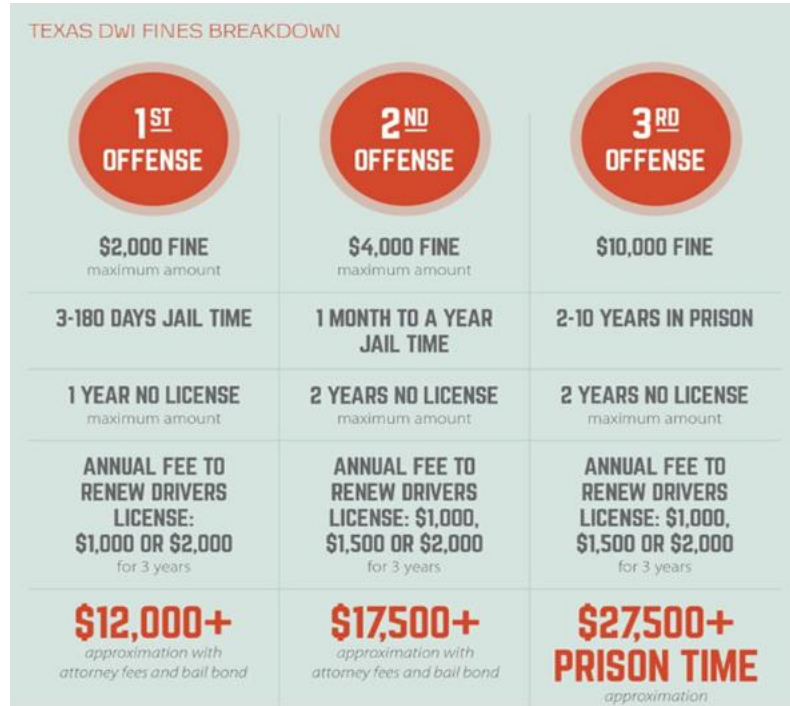 TEXAS DWI FINES BREAKDOWN
1ST
OFFENSE
$2,000 FINE
maximum amount
3-180 DAYS JAIL TIME
1 YEAR NO LICENSE
maximum amount
ANNUAL FEE TO
RENEW DRIVERS
LICENSE:
$1,000 OR $2,000
for 3 years
$12,000+
approximation with
attorney fees and bail bond
2ND
OFFENSE
$4,000 FINE
maximum amount
1 MONTH TO A YEAR
JAIL TIME
2 YEARS NO LICENSE
maximum amount
ANNUAL FEE TO
RENEW DRIVERS
LICENSE: $1,000,
$1,500 OR $2,000
for 3 years
$17,500+
approximation with
attorney fees and bail bond
3RD
OFFENSE
$10,000 FINE
2-10 YEARS IN PRISON
2 YEARS NO LICENSE
maximum amount
ANNUAL FEE TO
RENEW DRIVERS
LICENSE: $1,000,
$1,500 OR $2,000
for 3 years
$27,500+
PRISON TIME
approximation